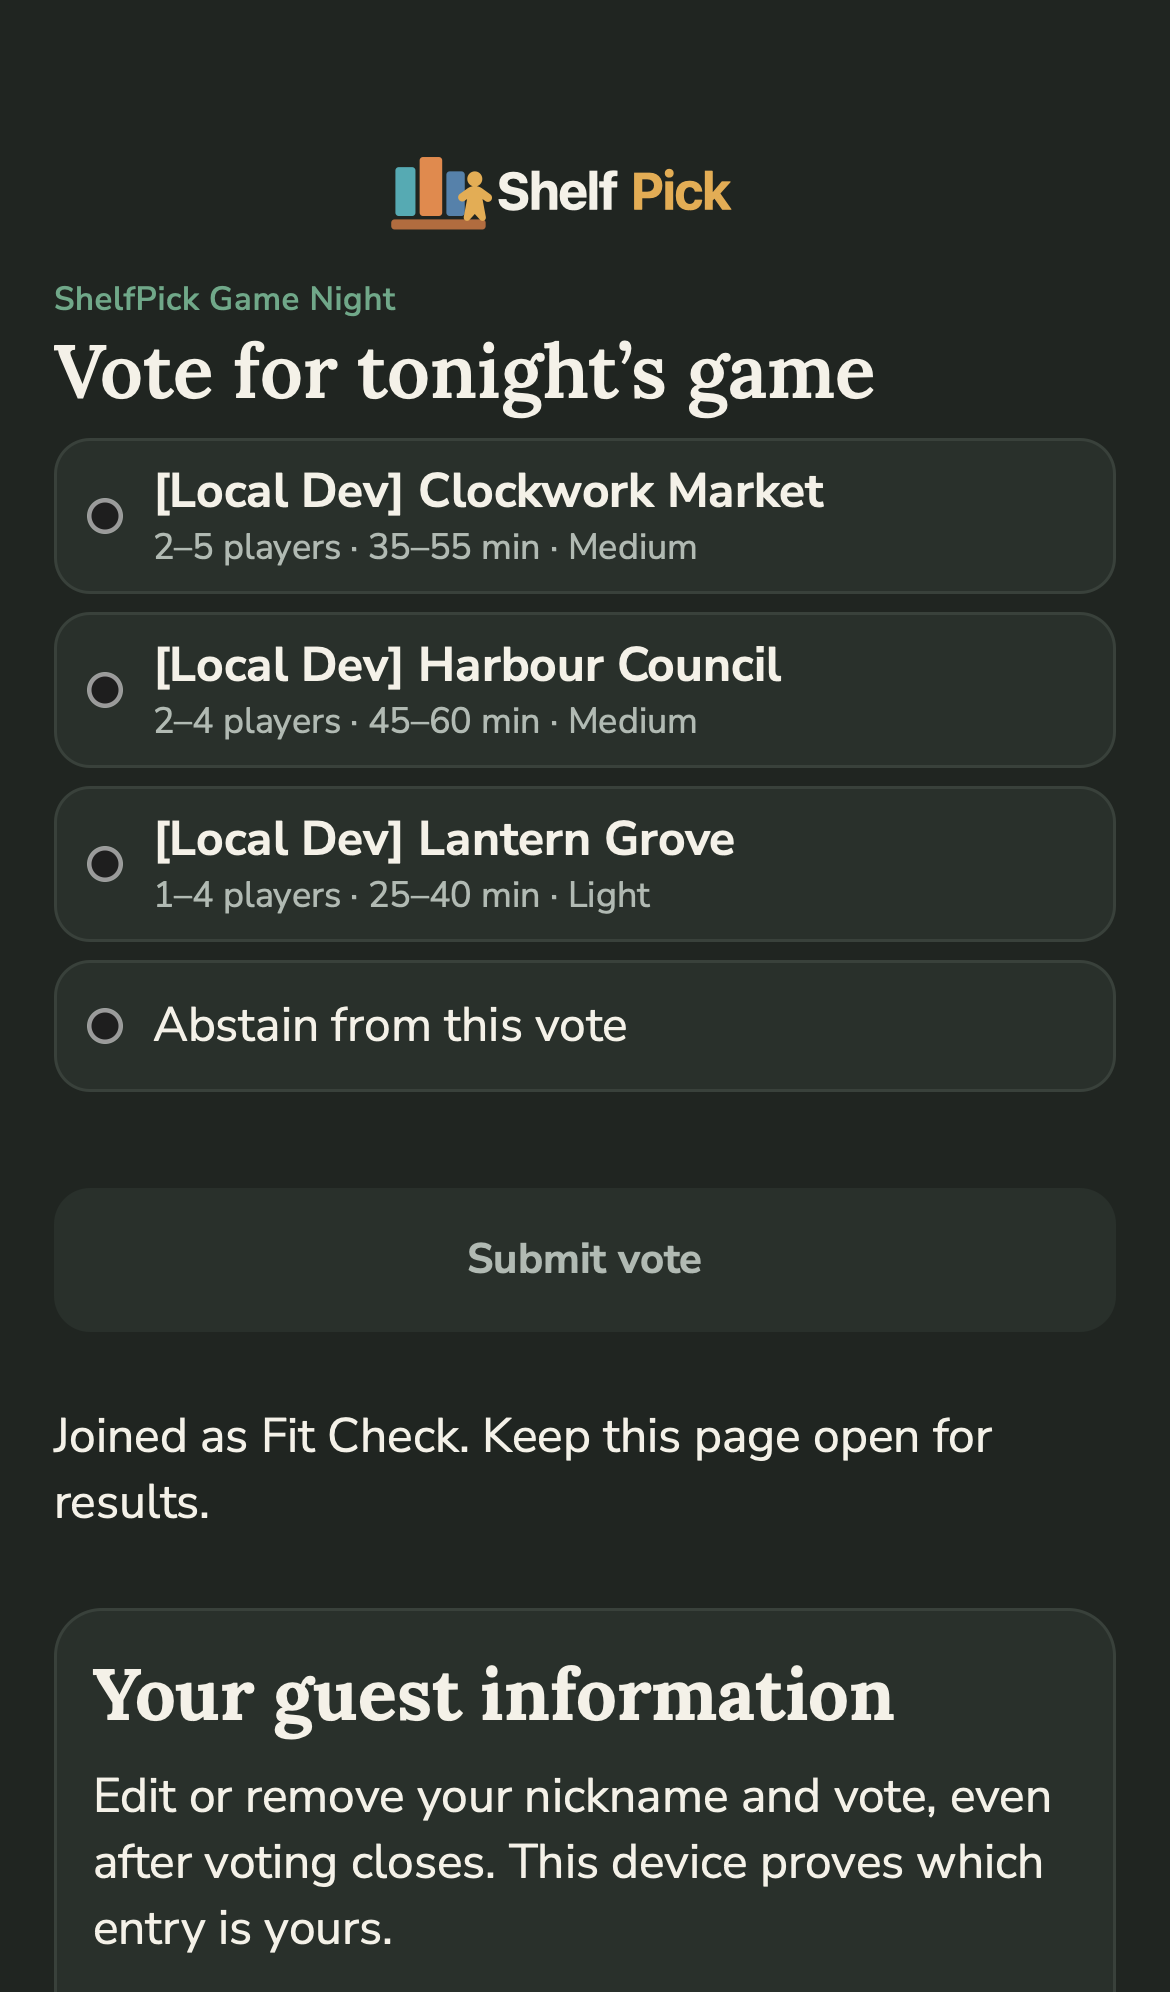 Shelf Pick
ShelfPick Game Night
Vote for tonight’s game
[Local Dev] Clockwork Market
2–5 players · 35–55 min · Medium
[Local Dev] Harbour Council
2–4 players · 45–60 min · Medium
[Local Dev] Lantern Grove
1–4 players · 25–40 min · Light
Abstain from this vote
Submit vote
Joined as Fit Check. Keep this page open for
results.
Your guest information
Edit or remove your nickname and vote, even
after voting closes. This device proves which
entry is yours.